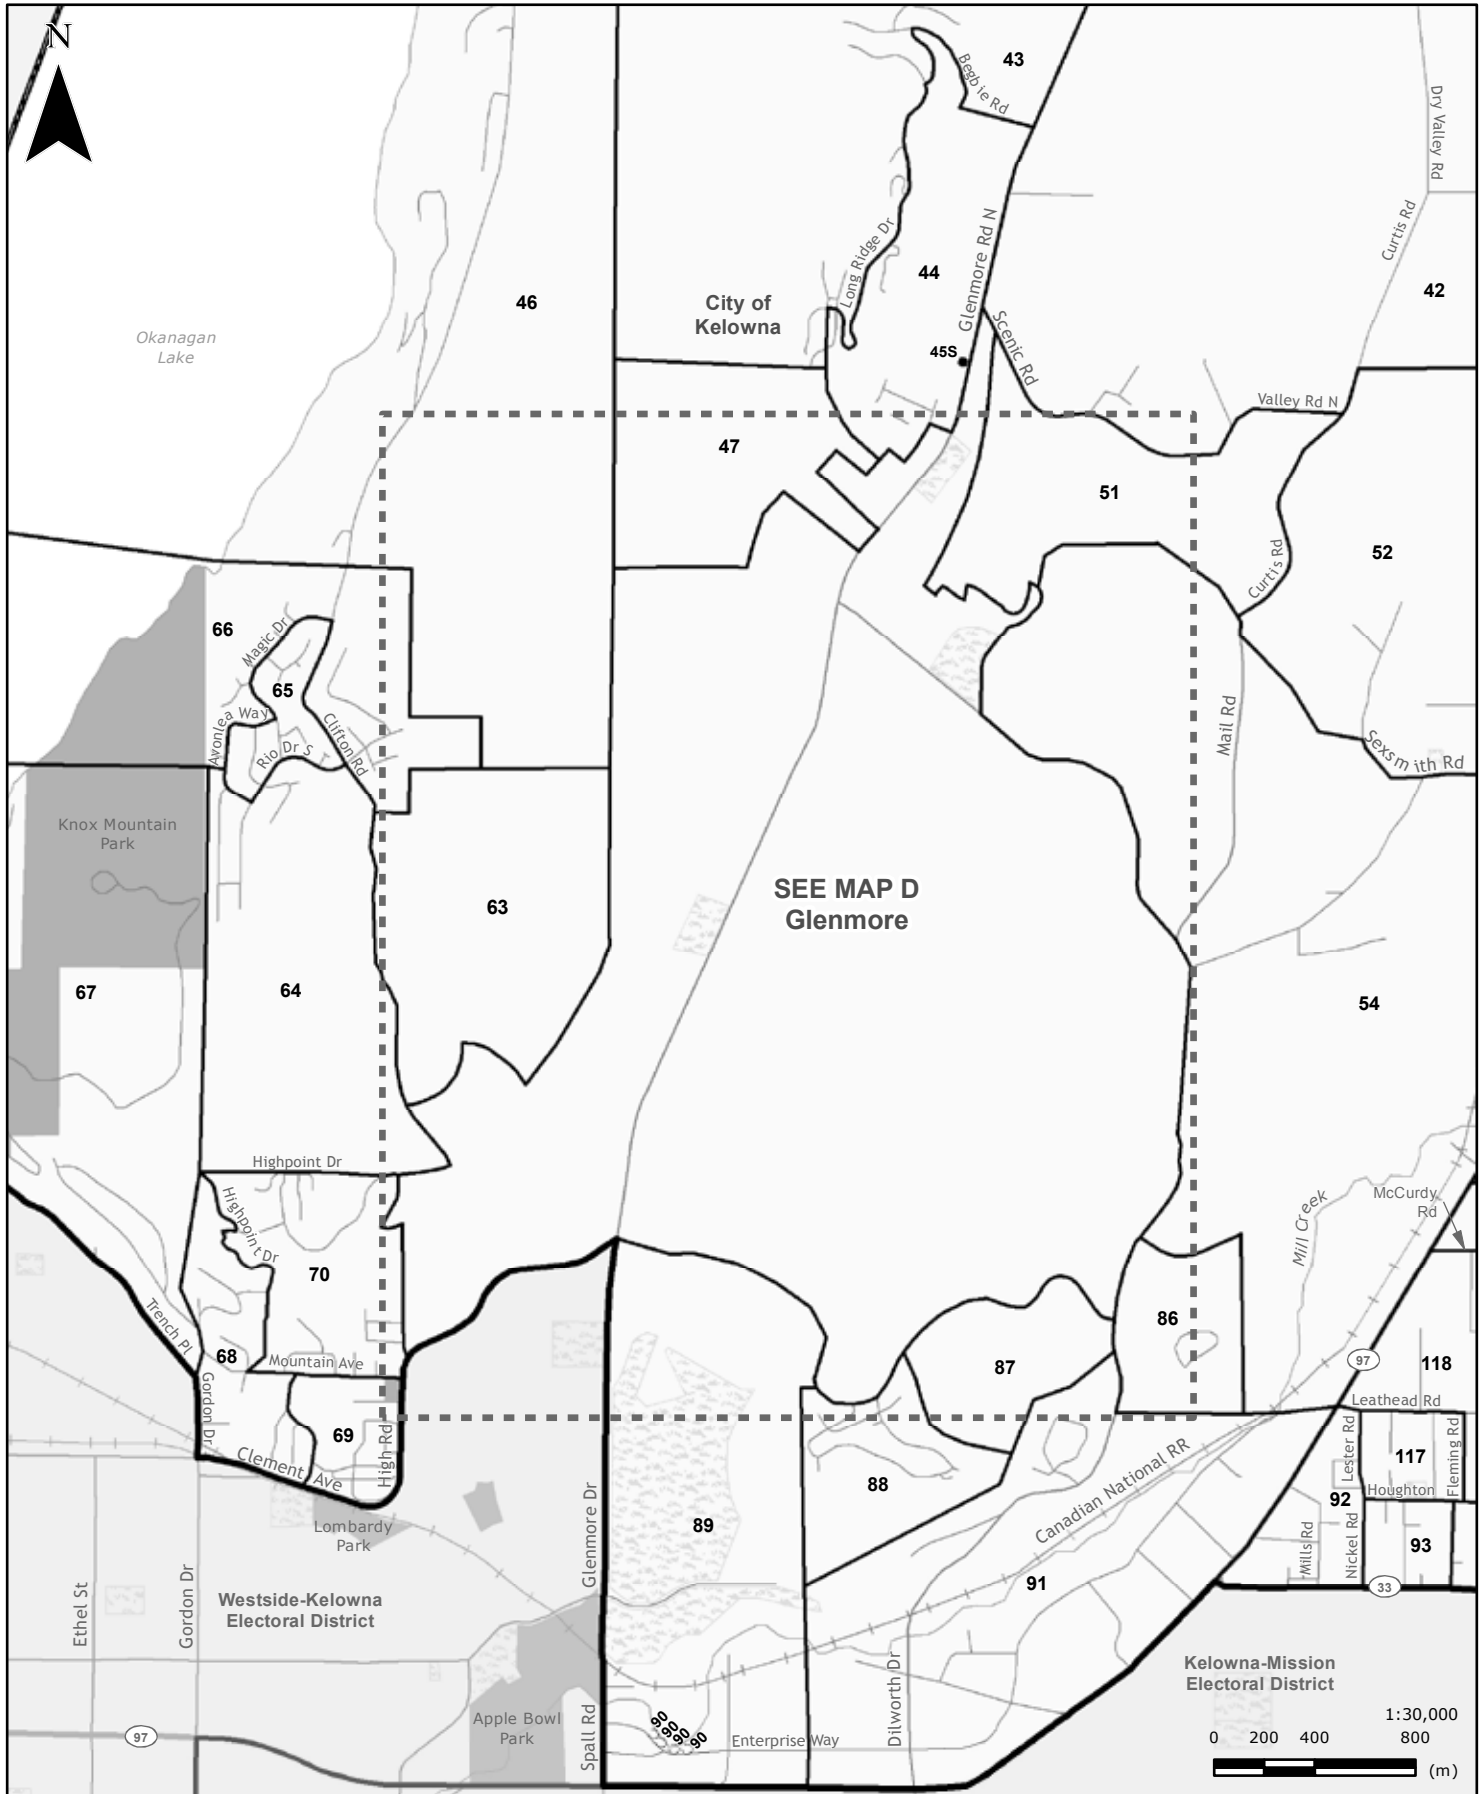 N
43
Begbie Rd
Dry Valley Rd
Curtis Rd
Long Ridge Dr
Glenmore Rd N
44
42
46
City of
Kelowna
Okanagan
Lake
45S
Scenic Rd
Valley Rd N
47
51
52
Curtis Rd
66
Magic Dr
65
Avonlea Way
Rio Dr S
Clifton Rd
Mail Rd
Sexsmith Rd
Knox Mountain
Park
SEE MAP D
Glenmore
63
67
64
54
Highpoint Dr
Highpoint Dr
McCurdy
Rd
Mill Creek
70
Trench Pl
86
68
Mountain Ave
87
97
118
Leathead Rd
Gordon Dr
69
High Rd
Clement Ave
Lester Rd
117
Fleming Rd
Houghton
88
92
Canadian National RR
Lombardy
Park
89
Mills Rd
Nickel Rd
93
Glenmore Dr
91
33
Ethel St
Gordon Dr
Westside-Kelowna
Electoral District
Kelowna-Mission
Electoral District
Dilworth Dr
Spall Rd
Apple Bowl
Park
90
90
90
90
Enterprise Way
97
1:30,000
0 200 400 800
(m)